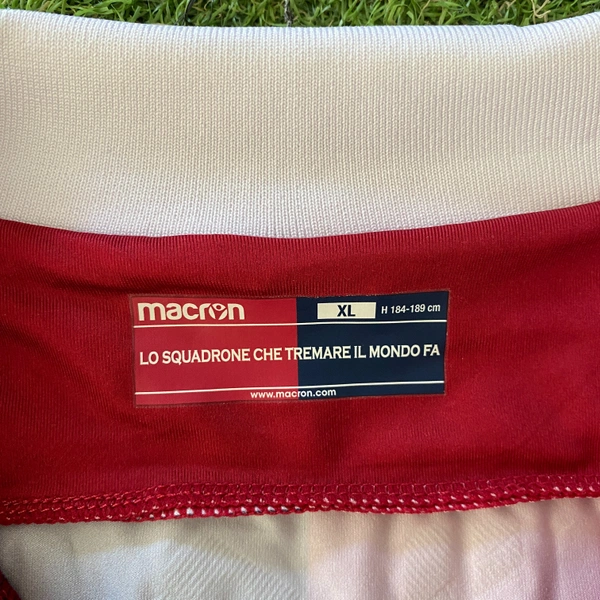 macron XL H 184-189 cm
LO SQUADRONE CHE TREMARE IL MONDO FA
www.macron.com